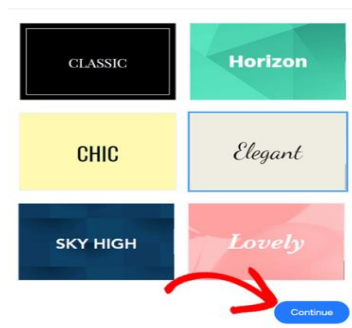 CLASSIC
Horizon
CHIC
Elegant
SKY HIGH
Lovely
Continue